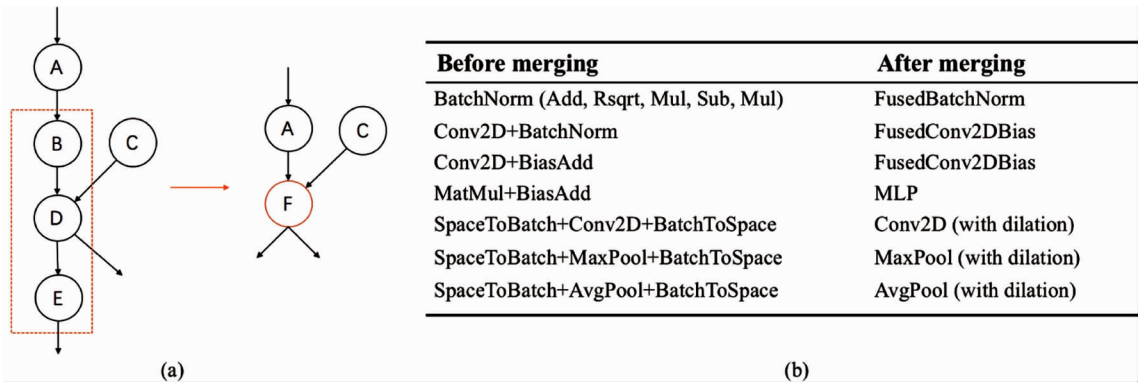 A
B
C
D
E
A
C
F
(a)
Before merging After merging
BatchNorm (Add, Rsqrt, Mul, Sub, Mul) FusedBatchNorm
Conv2D+BatchNorm FusedConv2DBias
Conv2D+BiasAdd FusedConv2DBias
MatMul+BiasAdd MLP
SpaceToBatch+Conv2D+BatchToSpace Conv2D (with dilation)
SpaceToBatch+MaxPool+BatchToSpace MaxPool (with dilation)
SpaceToBatch+AvgPool+BatchToSpace AvgPool (with dilation)
(b)